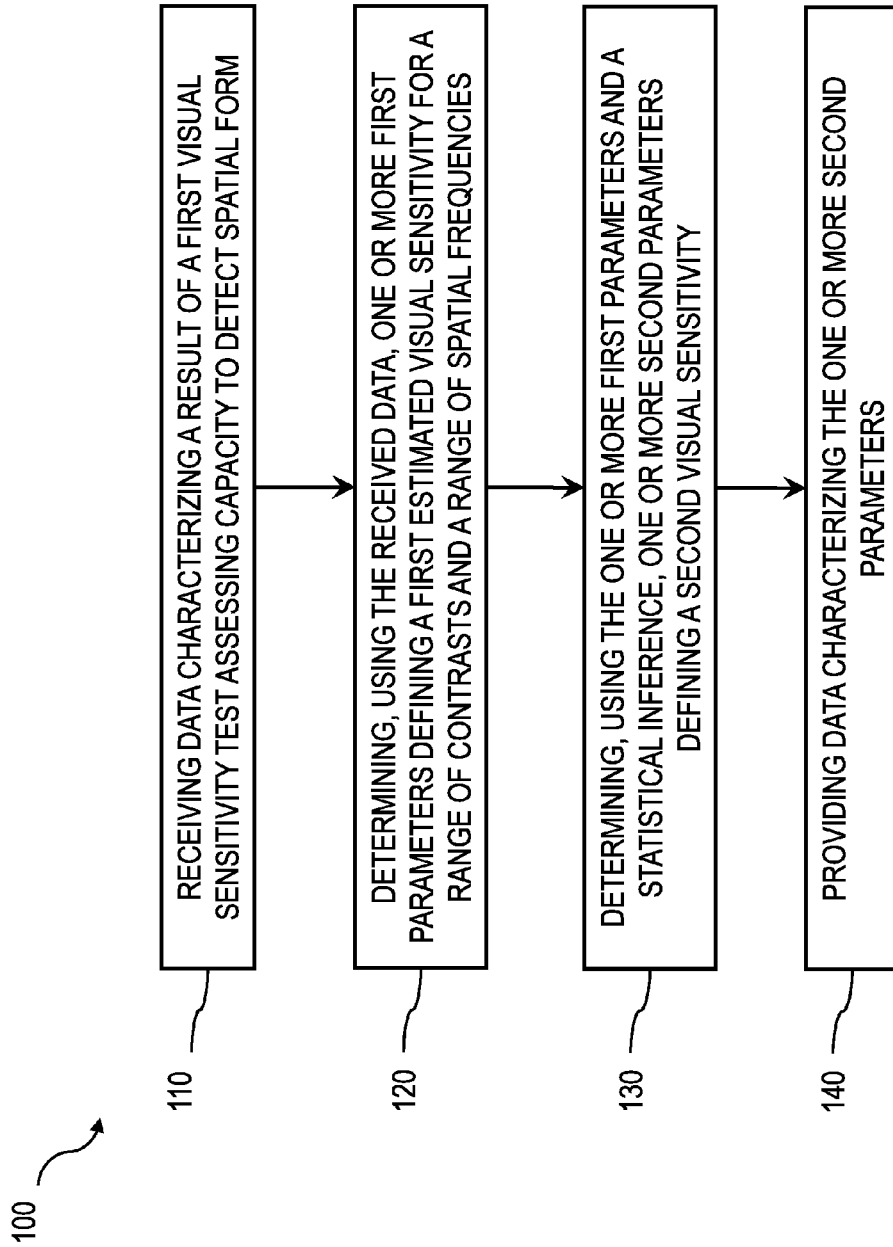 100
110
RECEIVING DATA CHARACTERIZING A RESULT OF A FIRST VISUAL
SENSITIVITY TEST ASSESSING CAPACITY TO DETECT SPATIAL FORM
120
DETERMINING, USING THE RECEIVED DATA, ONE OR MORE FIRST
PARAMETERS DEFINING A FIRST ESTIMATED VISUAL SENSITIVITY FOR A
RANGE OF CONTRASTS AND A RANGE OF SPATIAL FREQUENCIES
130
DETERMINING, USING THE ONE OR MORE FIRST PARAMETERS AND A
STATISTICAL INFERENCE, ONE OR MORE SECOND PARAMETERS
DEFINING A SECOND VISUAL SENSITIVITY
140
PROVIDING DATA CHARACTERIZING THE ONE OR MORE SECOND
PARAMETERS